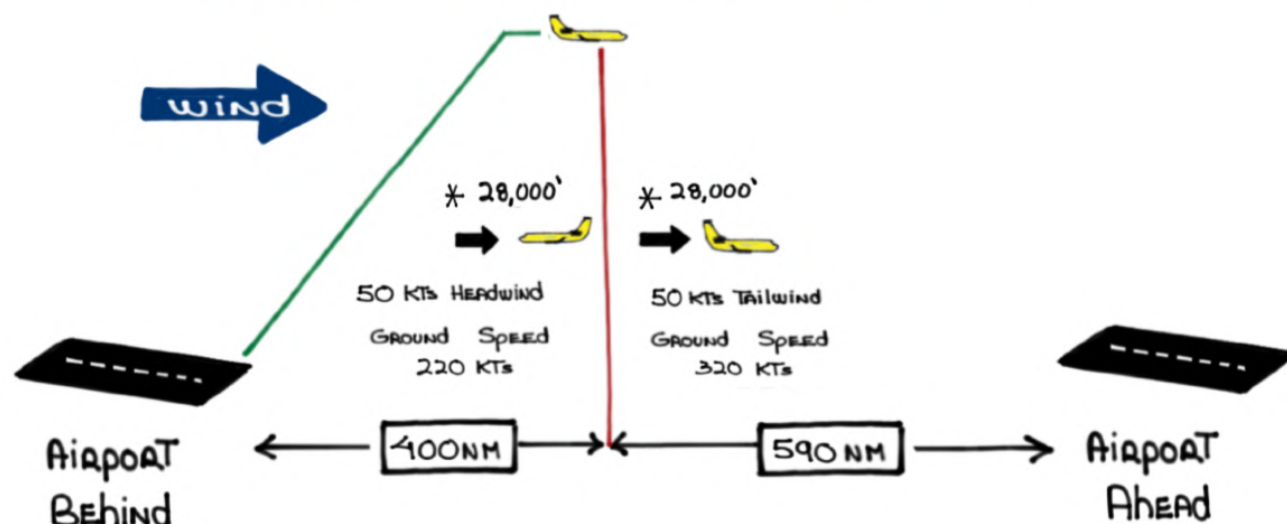 WIND
* 28,000'
50 KTs HEADWIND
GROUND SPEED
220 KTs
* 28,000'
50 KTs TAILWIND
GROUND SPEED
320 KTs
400NM
590 NM
AIRPORT
BEHIND
AIRPORT
AHEAD